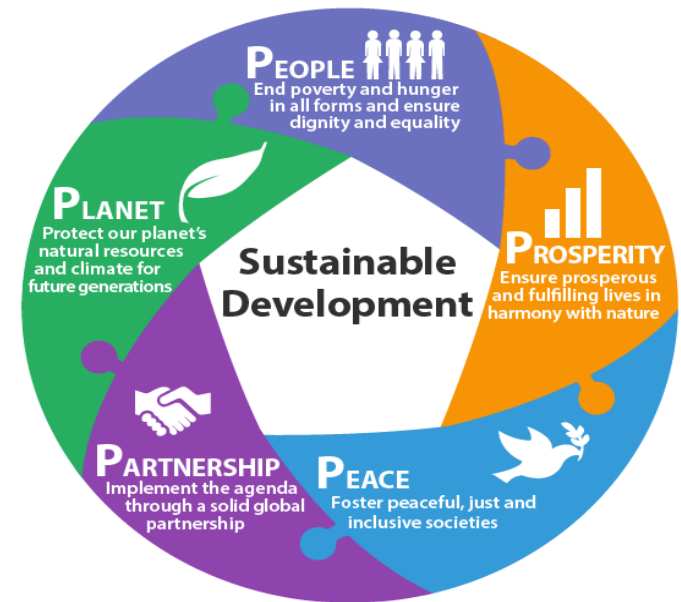 PEOPLE
End poverty and hunger
in all forms and ensure
dignity and equality
PROSPERITY
Ensure prosperous
and fulfilling lives in
harmony with nature
PEACE
Foster peaceful, just and
inclusive societies
PARTNERSHIP
Implement the agenda
through a solid global
partnership
PLANET
Protect our planet's
natural resources
and climate for
future generations
Sustainable
Development